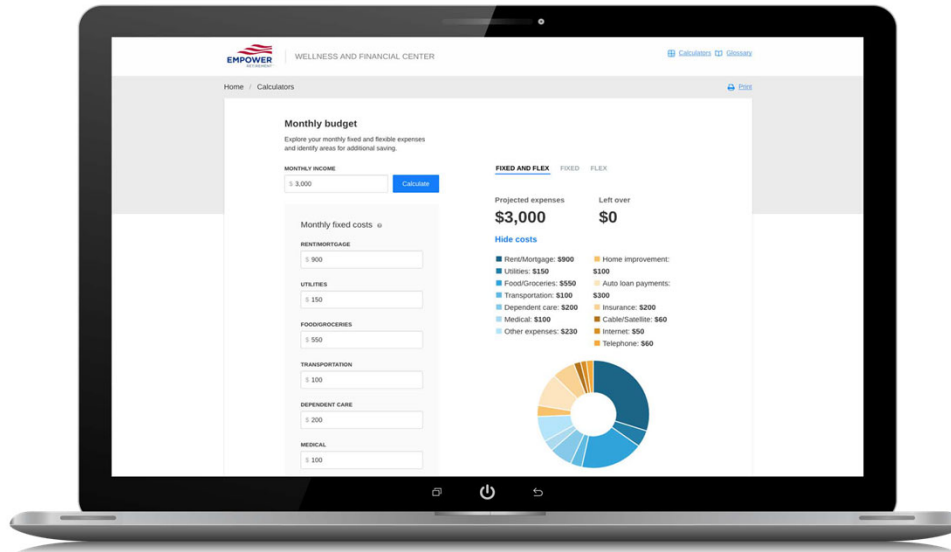 EMPOWER
RETIREMENT
WELLNESS AND FINANCIAL CENTER
Calculators
Glossary
Home / Calculators
Print
Monthly budget
Explore your monthly fixed and flexible expenses
and identify areas for additional saving.
MONTHLY INCOME
$ 3,000
Calculate
Monthly fixed costs
RENT/MORTGAGE
$ 900
UTILITIES
$ 150
FOOD/GROCERIES
$ 550
TRANSPORTATION
$ 100
DEPENDENT CARE
$ 200
MEDICAL
$ 100
FIXED AND FLEX
FIXED
FLEX
Projected expenses
Left over
$3,000
$0
Hide costs
Rent/Mortgage: $900
Utilities: $150
Food/Groceries: $550
Transportation: $100
Dependent care: $200
Medical: $100
Other expenses: $230
Home improvement:
$100
Auto loan payments:
$300
Insurance: $200
Cable/Satellite: $60
Internet: $50
Telephone: $60